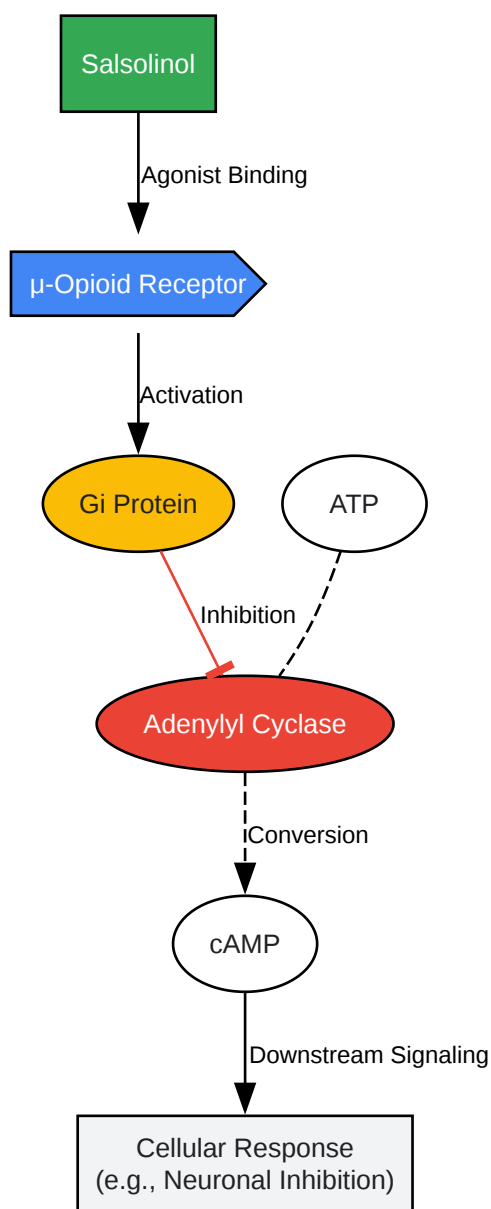 Salsolinol
Agonist Binding
μ-Opioid Receptor
Activation
Gi Protein
ATP
Inhibition
Adenylyl Cyclase
Conversion
cAMP
Downstream Signaling
Cellular Response
(e.g., Neuronal Inhibition)